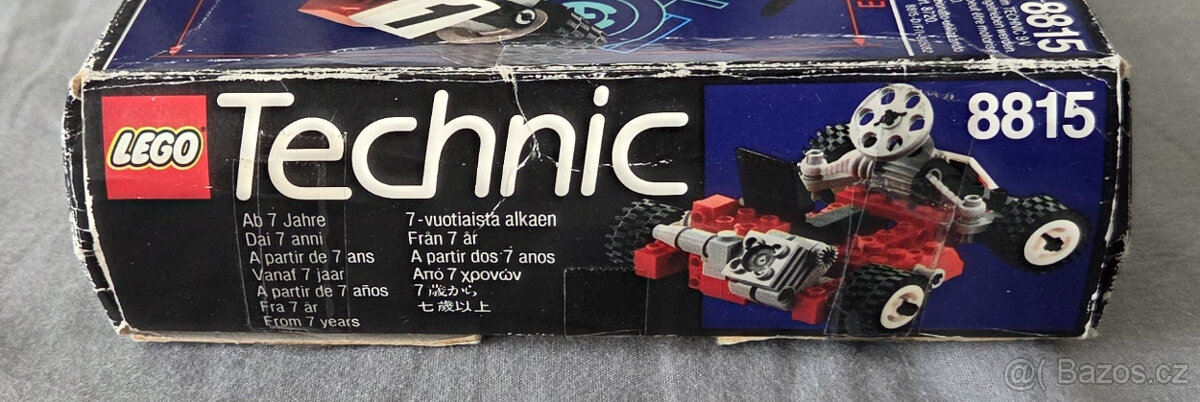 1
8815
LEGO
Technic
8815
Ab 7 Jahre
Dai 7 anni
A partir de 7 ans
Vanaf 7 jaar
A partir de 7 años
Fra 7 år
From 7 years
7-vuotiaista alkaen
Från 7 år
A partir dos 7 anos
Από 7 χρονών
7歳から
七歲以上
@( Bazos.cz